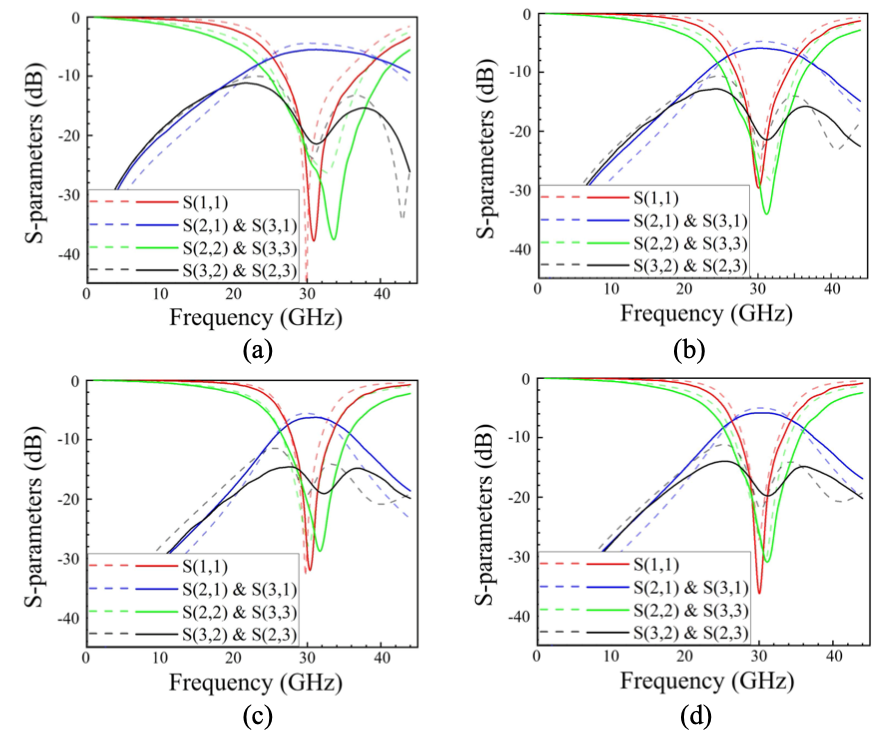 0
-10
-20
-30
-40
S-parameters (dB)
S(1,1)
S(2,1) & S(3,1)
S(2,2) & S(3,3)
S(3,2) & S(2,3)
0 20 30 40
Frequency (GHz)
(a)
0
-10
-20
-30
-40
S-parameters (dB)
S(1,1)
S(2,1) & S(3,1)
S(2,2) & S(3,3)
S(3,2) & S(2,3)
0 10 20 30 40
Frequency (GHz)
(b)
0
-10
-20
-30
-40
S-parameters (dB)
S(1,1)
S(2,1) & S(3,1)
S(2,2) & S(3,3)
S(3,2) & S(2,3)
0 10 20 30 40
Frequency (GHz)
(c)
0
-10
-20
-30
-40
S-parameters (dB)
S(1,1)
S(2,1) & S(3,1)
S(2,2) & S(3,3)
S(3,2) & S(2,3)
0 10 20 30 40
Frequency (GHz)
(d)